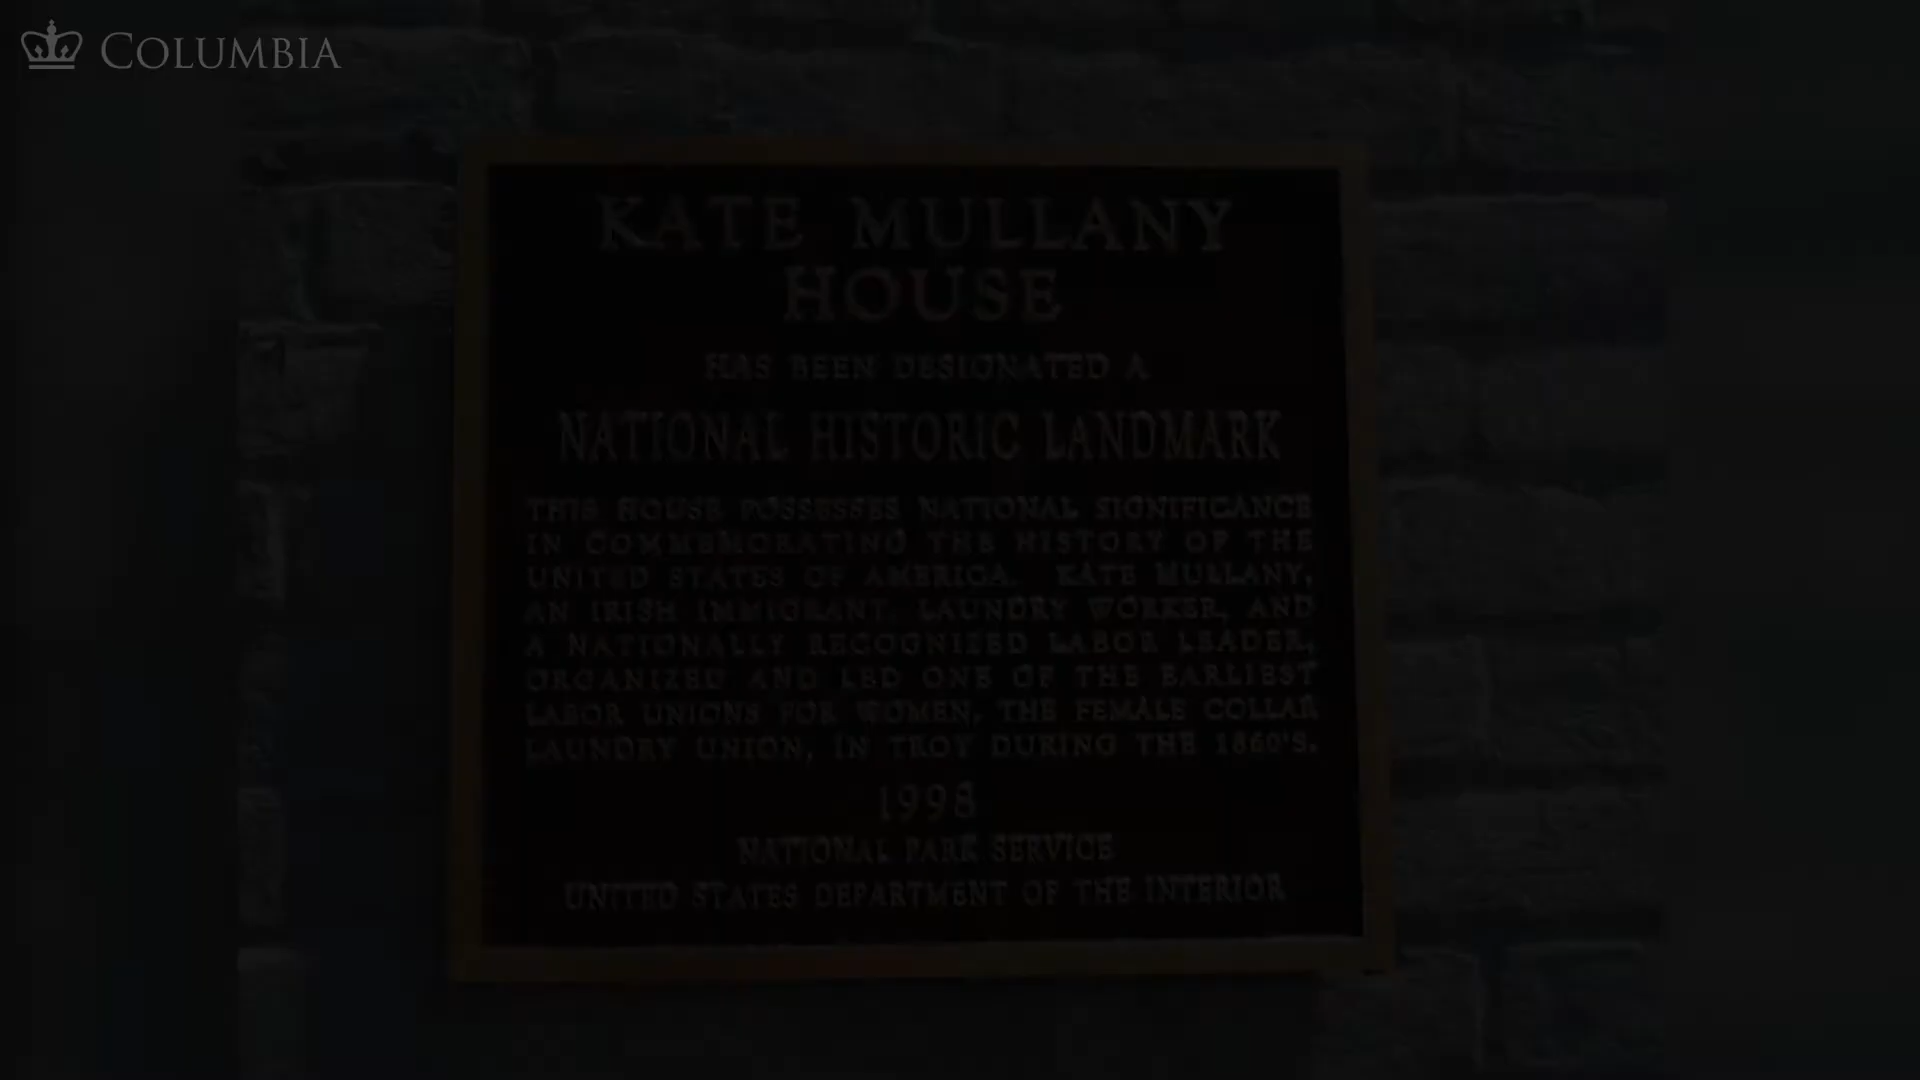 COLUMBIA
KATE MULLANY
HOUSE
HAS BEEN DESIGNATED A
NATIONAL HISTORIC LANDMARK
THIS HOUSE POSSESSES NATIONAL SIGNIFICANCE
IN COMMEMORATING THE HISTORY OF THE
UNITED STATES OF AMERICA. KATE MULLANY,
AN IRISH IMMIGRANT LAUNDRY WORKER, AND
A NATIONALLY RECOGNIZED LABOR LEADER,
ORGANIZED AND LED ONE OF THE EARLIEST
LABOR UNIONS FOR WOMEN, THE FEMALE COLLAR
LAUNDRY UNION, IN TROY DURING THE 1860'S.
1998
NATIONAL PARK SERVICE
UNITED STATES DEPARTMENT OF THE INTERIOR